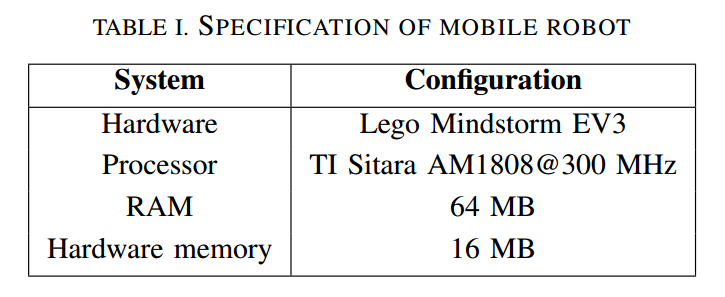 TABLE I. SPECIFICATION OF MOBILE ROBOT
System Configuration
Hardware Lego Mindstorm EV3
Processor TI Sitara AM1808@300 MHz
RAM 64 MB
Hardware memory 16 MB